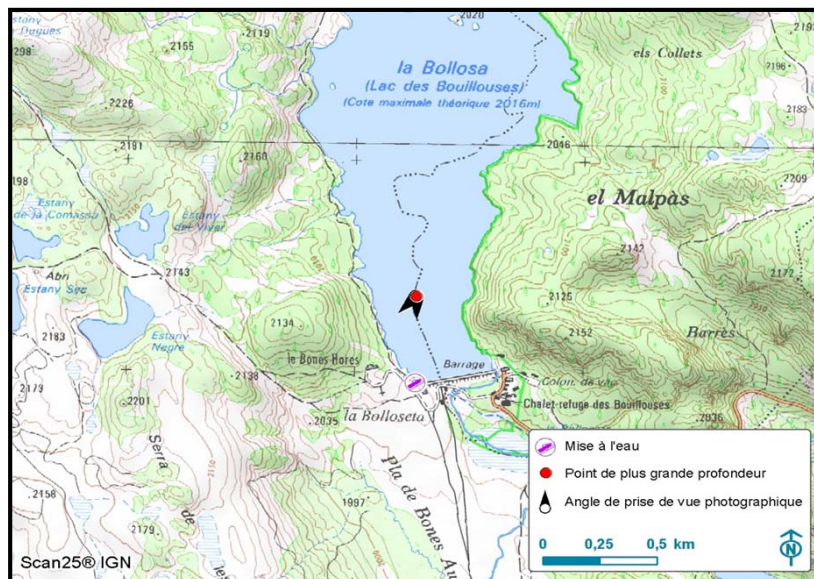 Estany
Dugues
2155
2119
2020
2226
2191
2160
la Bollosa
(Lac des Bouillouses)
(Cote maximale théorique 2016m)
els Collets
2196
2183
2046
2209
el Malpàs
2142
2172
2125
2152
Barrès
Estany
de la Comassa
Estany
del Viver
Abri
Estany Sec
2143
Estany
Negre
2183
2134
2138
2179
2201
Serra
de
2158
le Bones Hores
la Bolloseta
2035
1997
Pla de Bones
Barrage
Chalet-refuge des Bouillouses
2036
Mise à l'eau
Point de plus grande profondeur
Angle de prise de vue photographique
0 0,25 0,5 km
N
Scan25® IGN